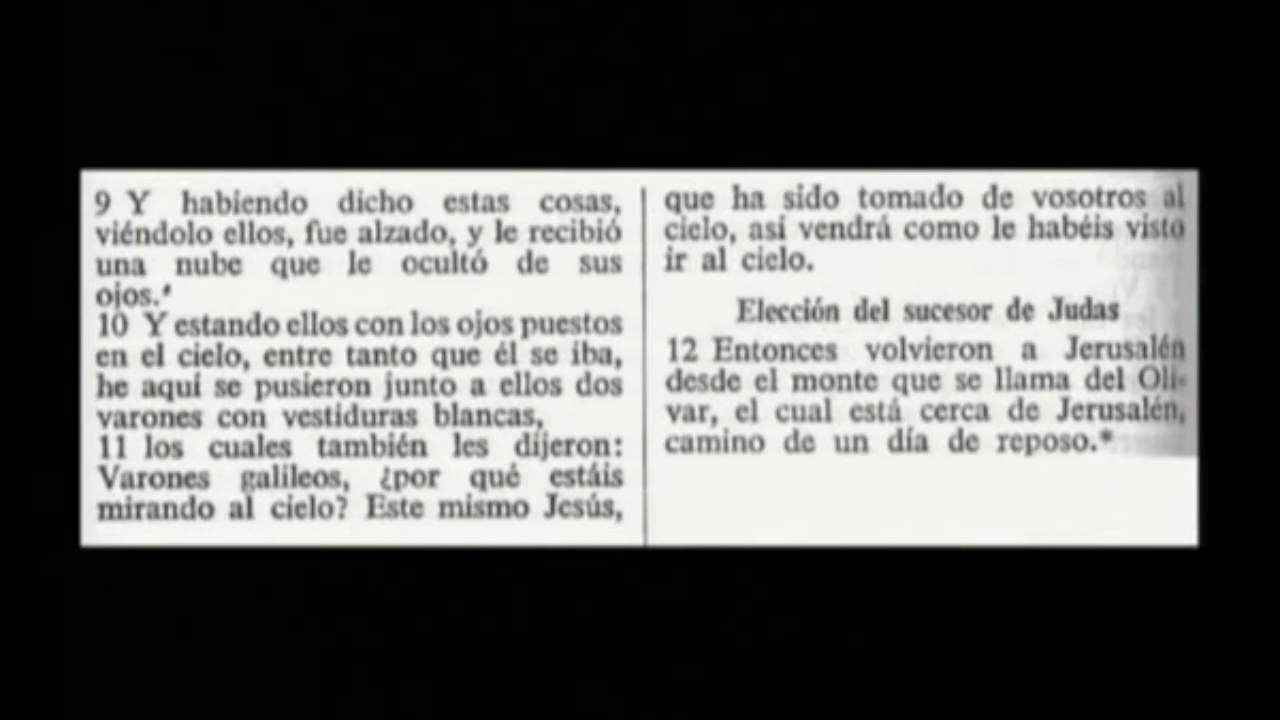 9 Y habiendo dicho estas cosas,
viéndolo ellos, fue alzado, y le recibió
una nube que le ocultó de sus
ojos.
10 Y estando ellos con los ojos puestos
en el cielo, entre tanto que él se iba,
he aquí se pusieron junto a ellos dos
varones con vestiduras blancas,
11 los cuales también les dijeron:
Varones galileos, ¿por qué estáis
mirando al cielo? Este mismo Jesús,
que ha sido tomado de vosotros al
cielo, así vendrá como le habéis visto
ir al cielo.
Elección del sucesor de Judas
12 Entonces volvieron a Jerusalén
desde el monte que se llama del Oli-
var, el cual está cerca de Jerusalén,
camino de un día de reposo.*